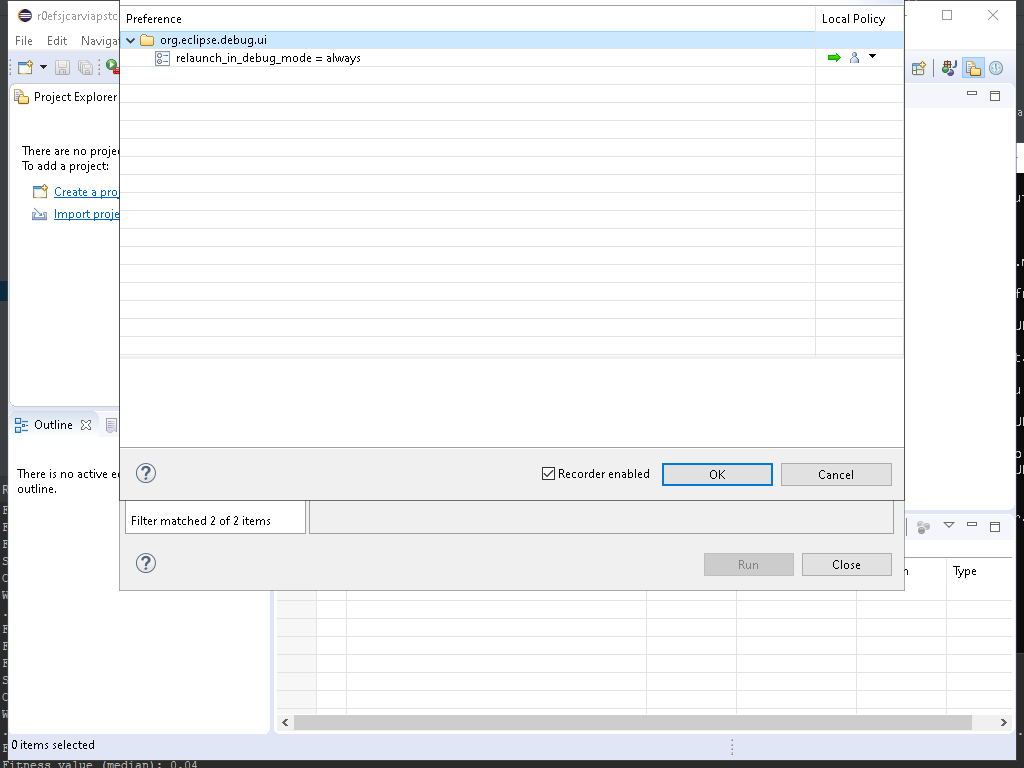 r0efsjcarviapstc
File Edit Naviga
Project Explorer
There are no proje
To add a project:
Create a pro
Import proje
Preference Local Policy
org.eclipse.debug.ui
relaunch_in_debug_mode = always
Recorder enabled
OK
Cancel
Filter matched 2 of 2 items
Run
Close
Outline
There is no active e
outline.
Type
0 items selected
Fitness value (median): 0.04